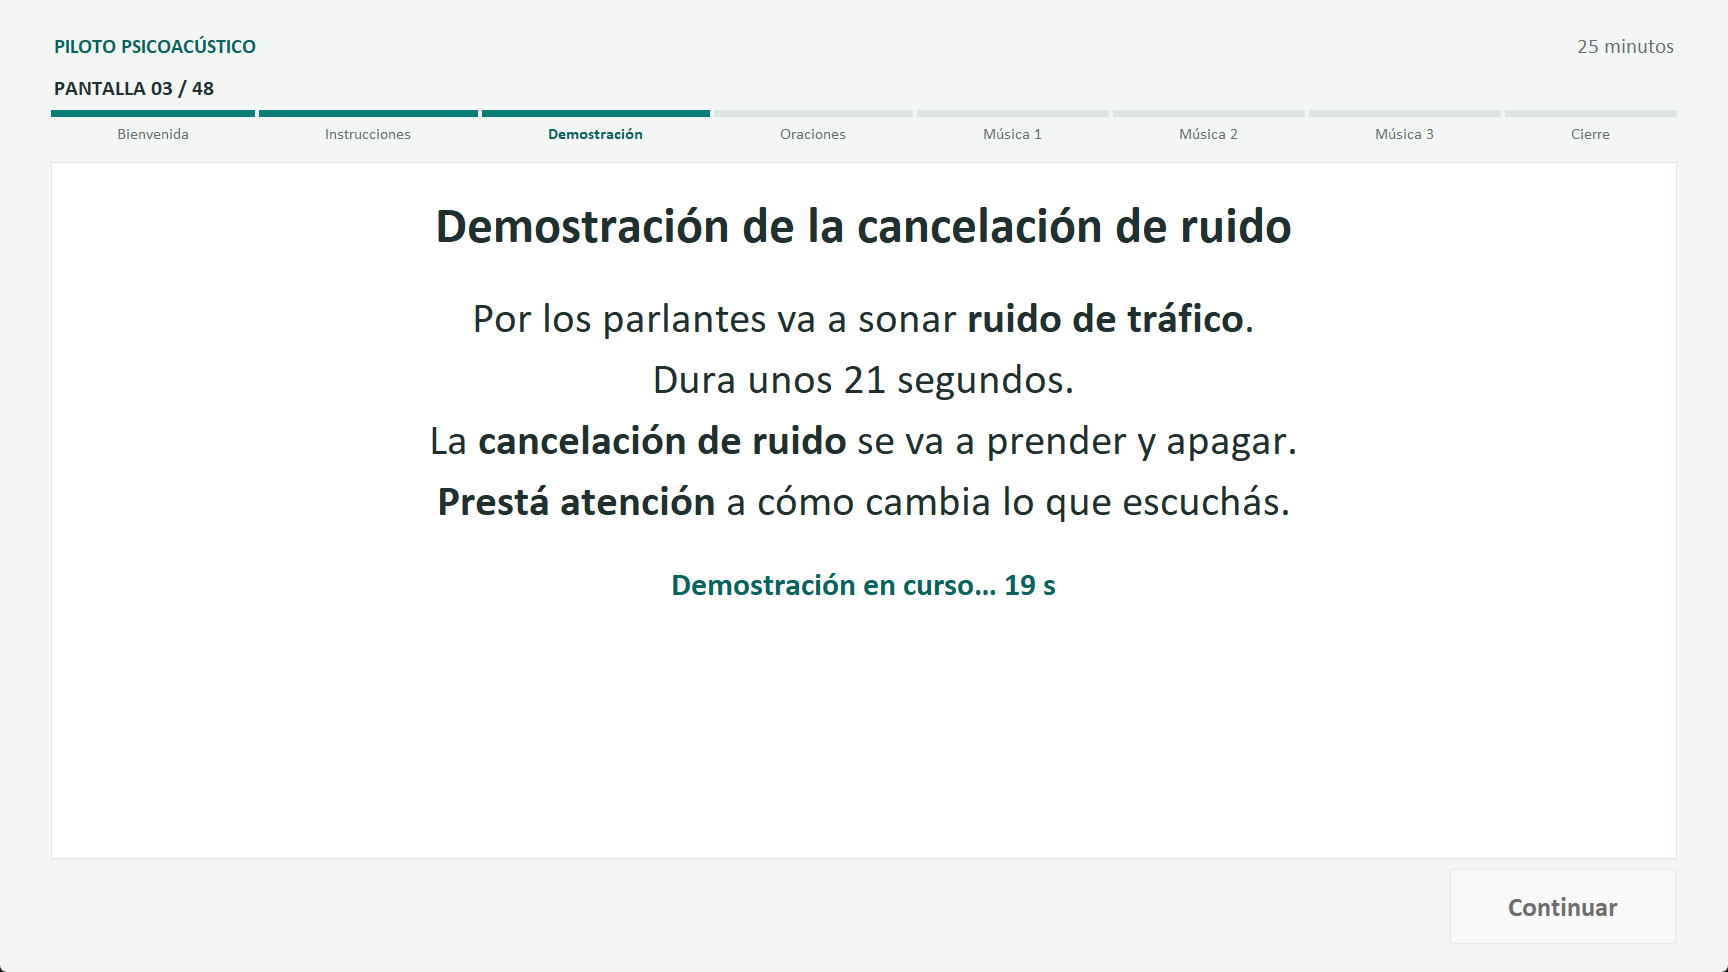 PILOTO PSICOACÚSTICO
25 minutos
PANTALLA 03 / 48
Bienvenida
Instrucciones
Demostración
Oraciones
Música 1
Música 2
Música 3
Cierre
Demostración de la cancelación de ruido
Por los parlantes va a sonar ruido de tráfico.
Dura unos 21 segundos.
La cancelación de ruido se va a prender y apagar.
Prestá atención a cómo cambia lo que escuchás.
Demostración en curso... 19 s
Continuar